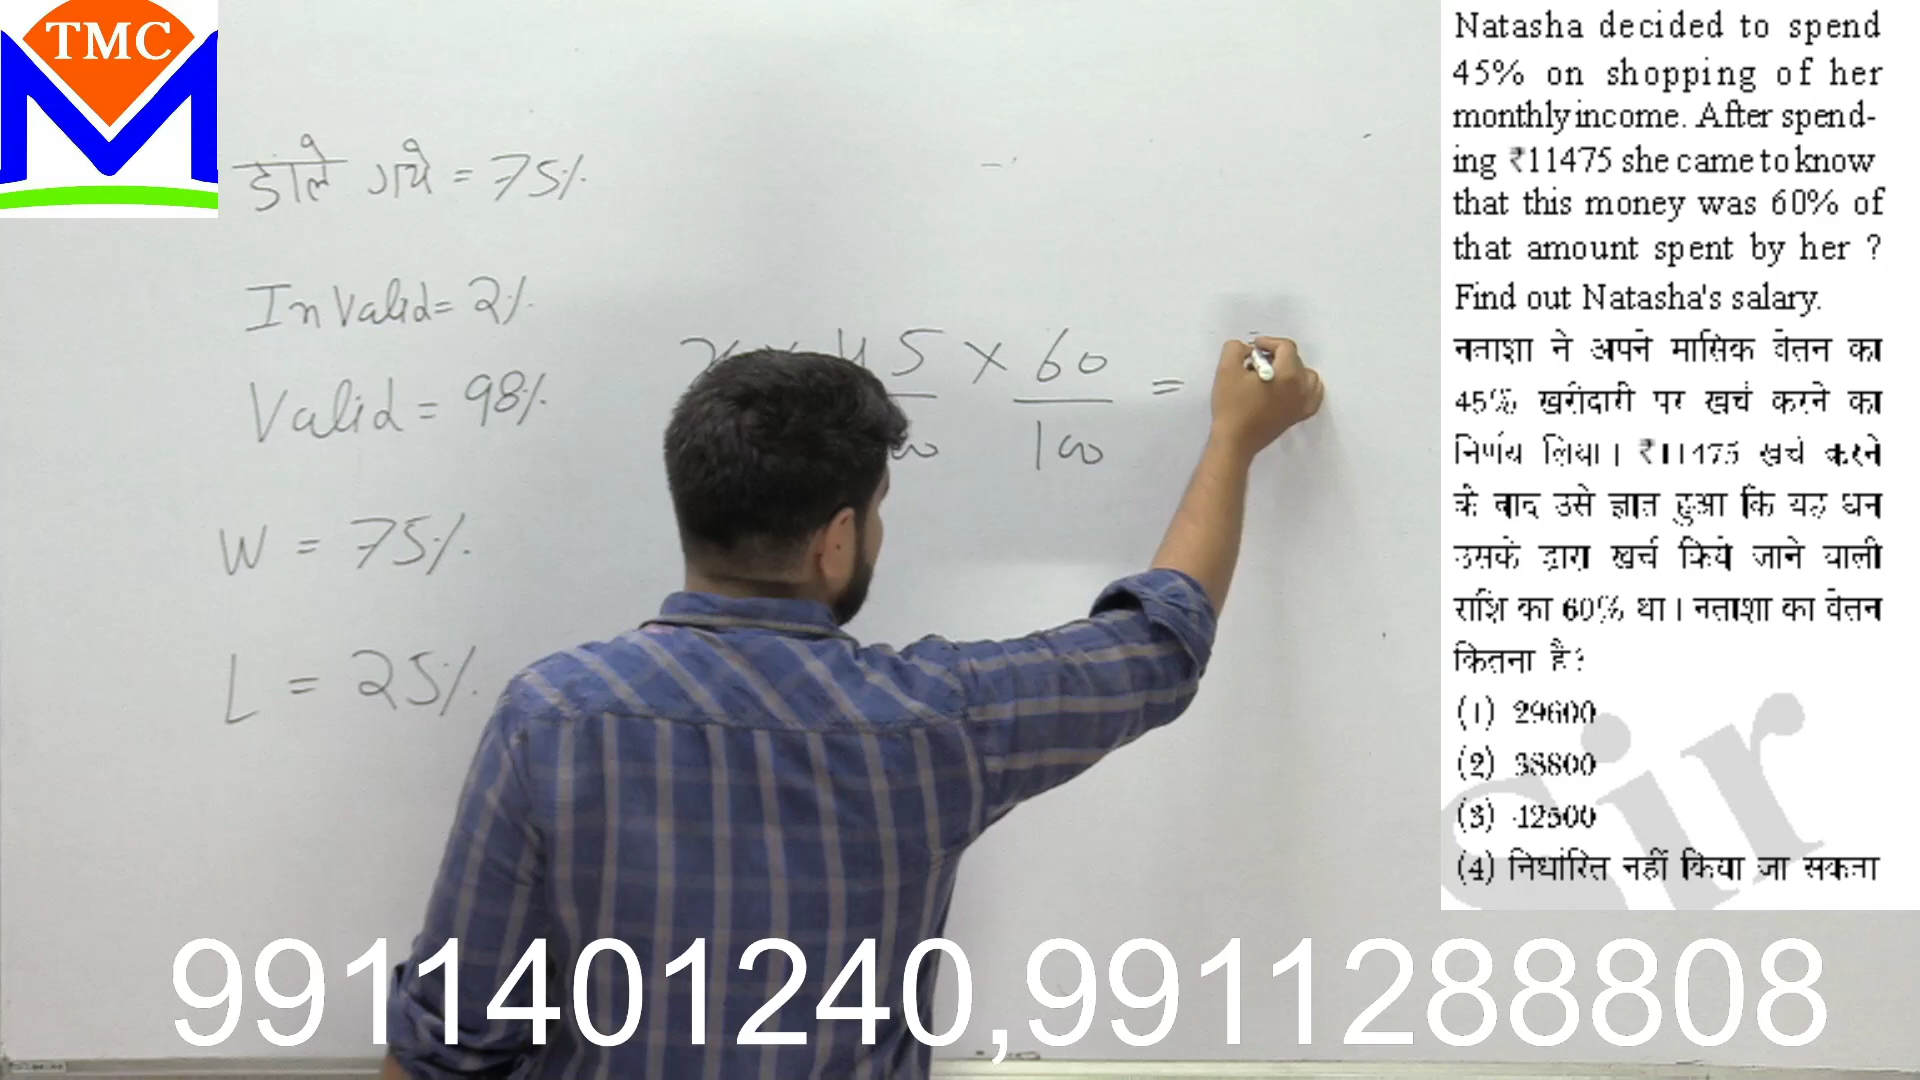 TMC
डाले गये = 75%
InValid = 2%
Valid = 98%
W = 75%
L = 25%
x × 45 × 60 =
100
Natasha decided to spend
45% on shopping of her
monthly income. After spend-
ing ₹11475 she came to know
that this money was 60% of
that amount spent by her ?
Find out Natasha's salary.
नताशा ने अपने मासिक वेतन का
45% खरीदारी पर खर्च करने का
निर्णय लिया। ₹11475 खर्च करने
के बाद उसे ज्ञात हुआ कि यह धन
उसके द्वारा खर्च किये जाने वाली
राशि का 60% था। नताशा का वेतन
कितना है?
(1) 29600
(2) 38800
(3) 42500
(4) निर्धारित नहीं किया जा सकता
Sir
9911401240,9911288808